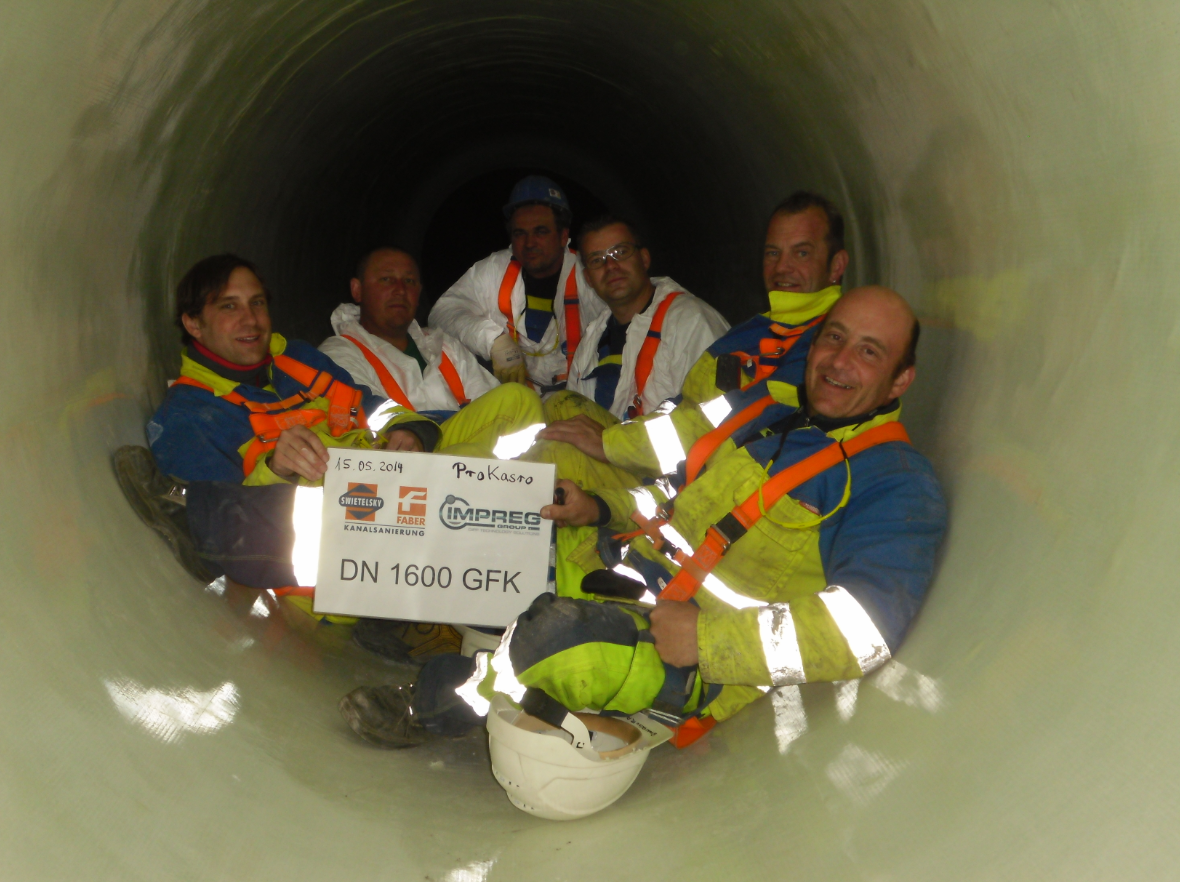 15.05.2014 ProKasro
SWIETELSKY FABER
KANALSANIERUNG
IMPREG
GROUP
DN 1600 GFK